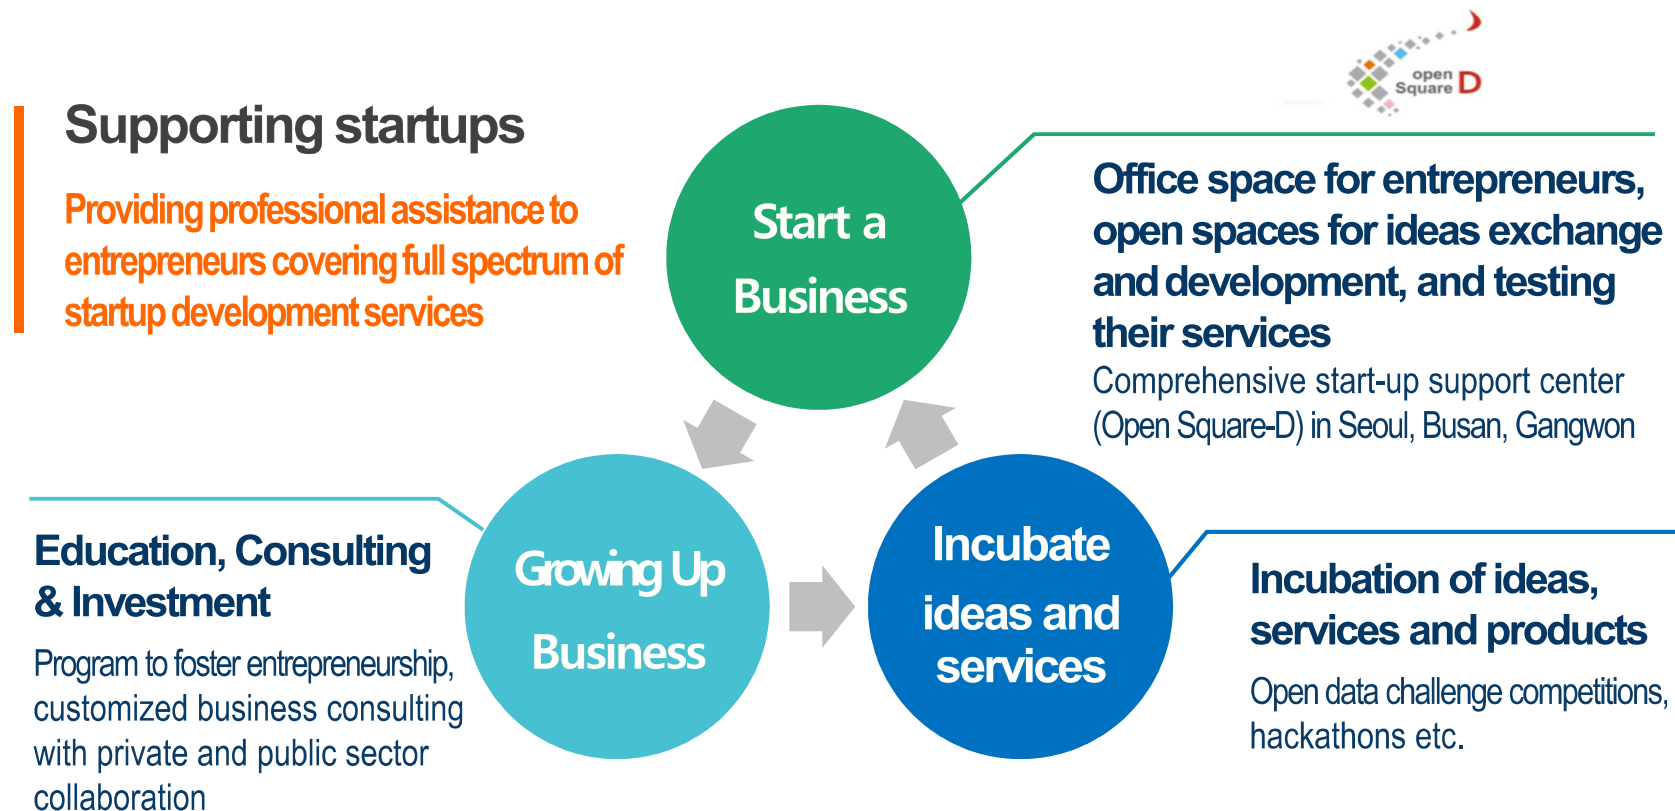 open
Square D
Supporting startups
Providing professional assistance to
entrepreneurs covering full spectrum of
startup development services
Start a
Business
Office space for entrepreneurs,
open spaces for ideas exchange
and development, and testing
their services
Comprehensive start-up support center
(Open Square-D) in Seoul, Busan, Gangwon
Education, Consulting
& Investment
Program to foster entrepreneurship,
customized business consulting
with private and public sector
collaboration
Growing Up
Business
Incubate
ideas and
services
Incubation of ideas,
services and products
Open data challenge competitions,
hackathons etc.